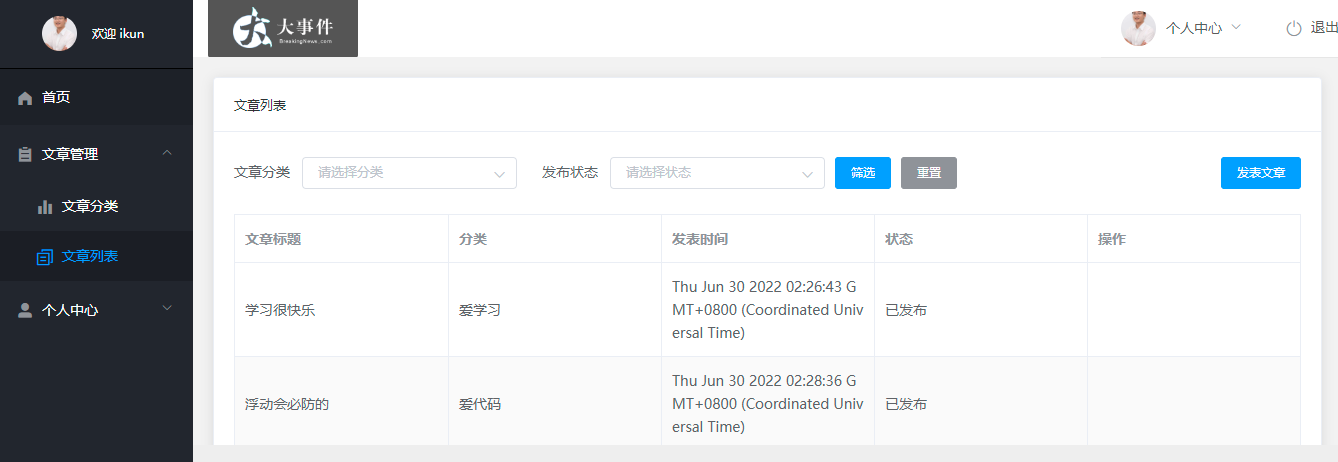 欢迎 ikun
大事件
BreakingNews.com
个人中心
退出
首页
文章管理
文章分类
文章列表
个人中心
文章列表
文章分类 请选择分类 发布状态 请选择状态 筛选 重置 发表文章
文章标题 分类 发表时间 状态 操作
学习很快乐 爱学习 Thu Jun 30 2022 02:26:43 G
MT+0800 (Coordinated Univ
ersal Time) 已发布
浮动会必防的 爱代码 Thu Jun 30 2022 02:28:36 G
MT+0800 (Coordinated Univ
ersal Time) 已发布